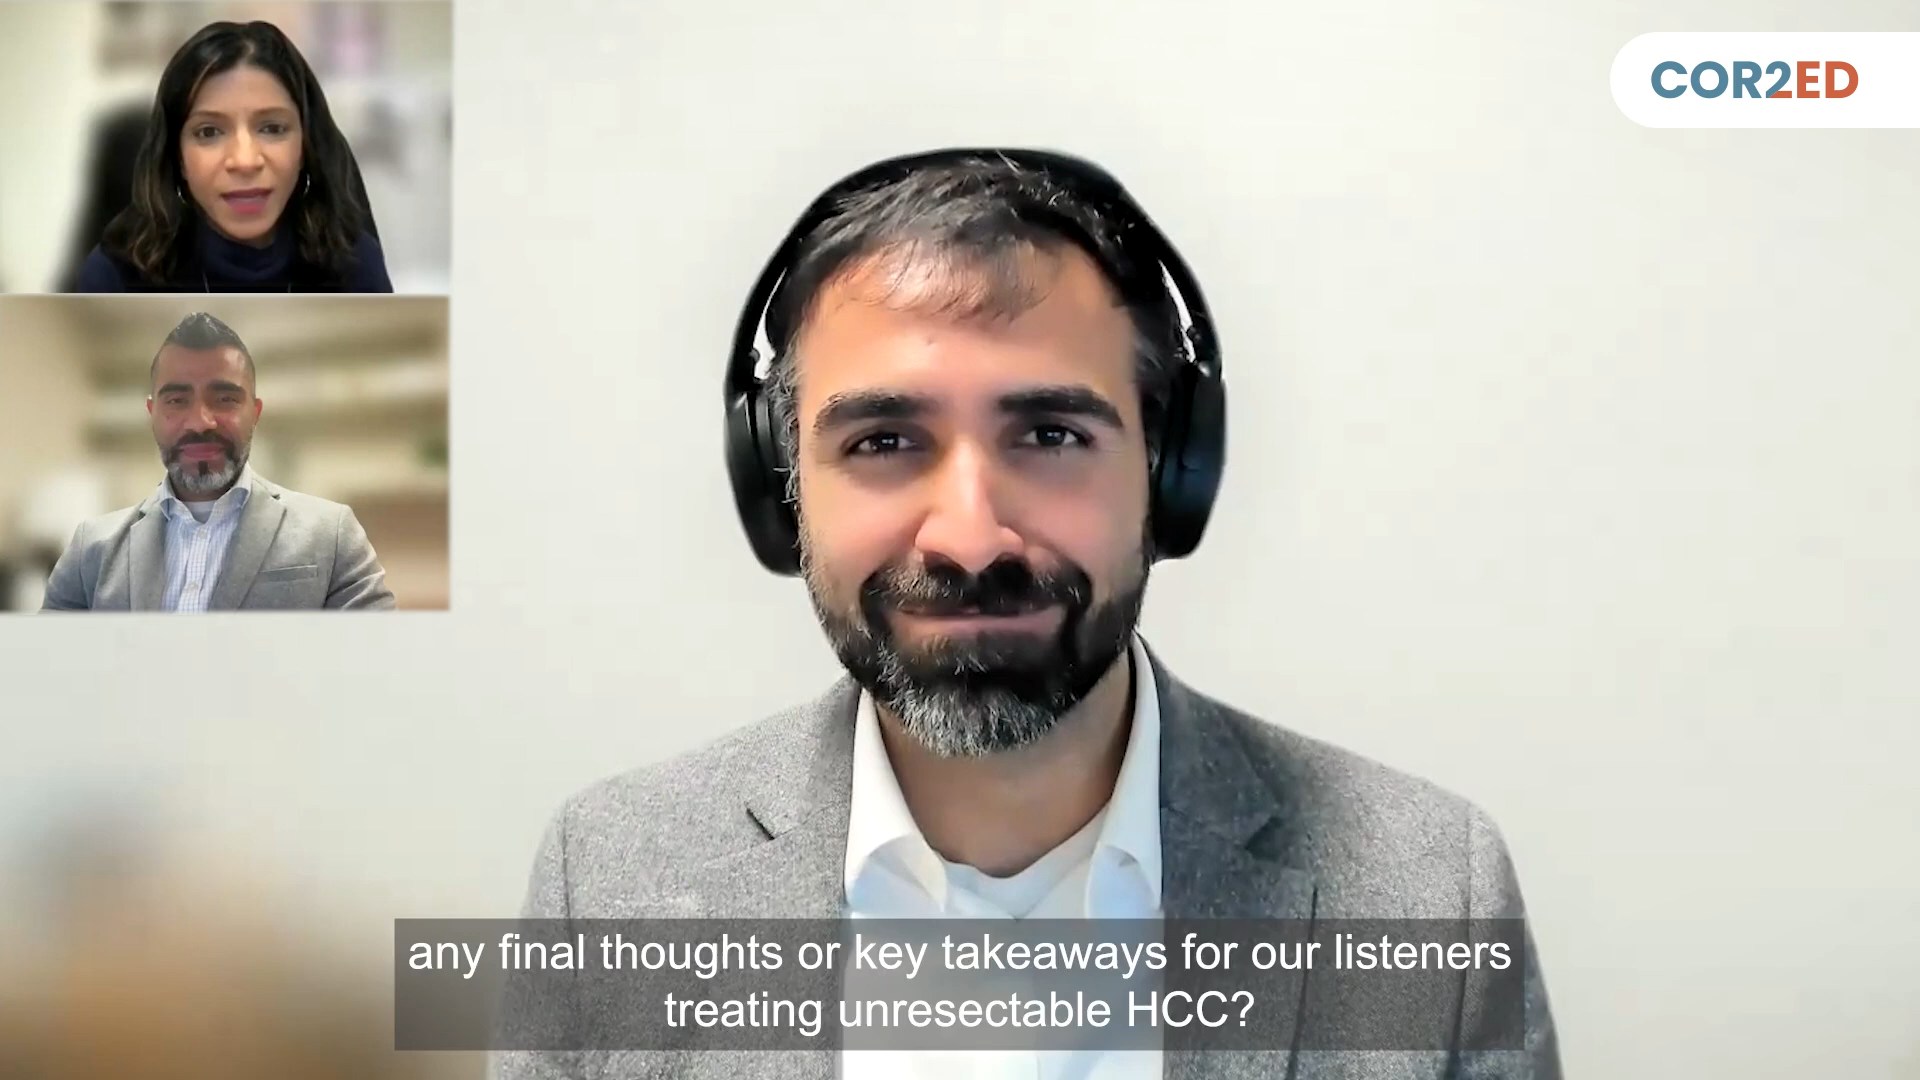 COR2ED
any final thoughts or key takeaways for our listeners
treating unresectable HCC?